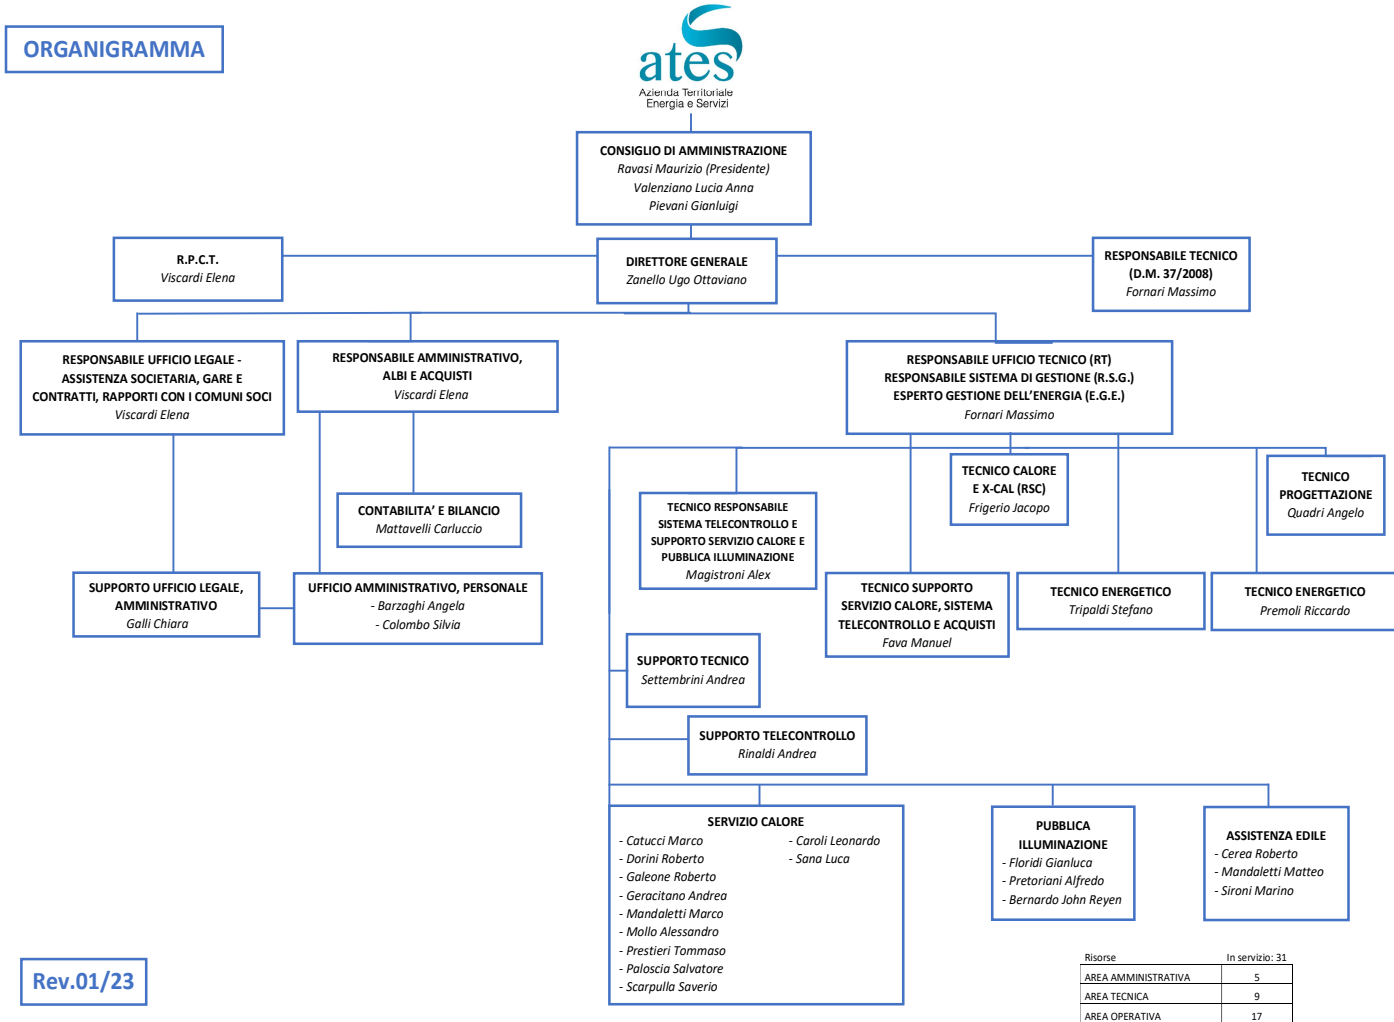 ORGANIGRAMMA
ates
Azienda Territoriale
Energia e Servizi
CONSIGLIO DI AMMINISTRAZIONE
Ravasi Maurizio (Presidente)
Valenziano Lucia Anna
Pievani Gianluigi
R.P.C.T.
Viscardi Elena
DIRETTORE GENERALE
Zanello Ugo Ottaviano
RESPONSABILE TECNICO
(D.M. 37/2008)
Fornari Massimo
RESPONSABILE UFFICIO LEGALE -
ASSISTENZA SOCIETARIA, GARE E
CONTRATTI, RAPPORTI CON I COMUNI SOCI
Viscardi Elena
RESPONSABILE AMMINISTRATIVO,
ALBI E ACQUISTI
Viscardi Elena
RESPONSABILE UFFICIO TECNICO (RT)
RESPONSABILE SISTEMA DI GESTIONE (R.S.G.)
ESPERTO GESTIONE DELL'ENERGIA (E.G.E.)
Fornari Massimo
CONTABILITA' E BILANCIO
Mattavelli Carluccio
TECNICO RESPONSABILE
SISTEMA TELECONTROLLO E
SUPPORTO SERVIZIO CALORE E
PUBBLICA ILLUMINAZIONE
Magistroni Alex
TECNICO CALORE
E X-CAL (RSC)
Frigerio Jacopo
TECNICO
PROGETTAZIONE
Quadri Angelo
SUPPORTO UFFICIO LEGALE,
AMMINISTRATIVO
Galli Chiara
UFFICIO AMMINISTRATIVO, PERSONALE
- Barzaghi Angela
- Colombo Silvia
TECNICO SUPPORTO
SERVIZIO CALORE, SISTEMA
TELECONTROLLO E ACQUISTI
Fava Manuel
TECNICO ENERGETICO
Tripaldi Stefano
TECNICO ENERGETICO
Premoli Riccardo
SUPPORTO TECNICO
Settembrini Andrea
SUPPORTO TELECONTROLLO
Rinaldi Andrea
SERVIZIO CALORE
- Catucci Marco
- Dorini Roberto
- Galeone Roberto
- Geracitano Andrea
- Mandaletti Marco
- Mollo Alessandro
- Prestieri Tommaso
- Paloscia Salvatore
- Scarpulla Saverio
- Caroli Leonardo
- Sana Luca
PUBBLICA
ILLUMINAZIONE
- Floridi Gianluca
- Pretoriani Alfredo
- Bernardo John Reyen
ASSISTENZA EDILE
- Cerea Roberto
- Mandaletti Matteo
- Sironi Marino
Rev.01/23
Risorse In servizio: 31
AREA AMMINISTRATIVA 5
AREA TECNICA 9
AREA OPERATIVA 17